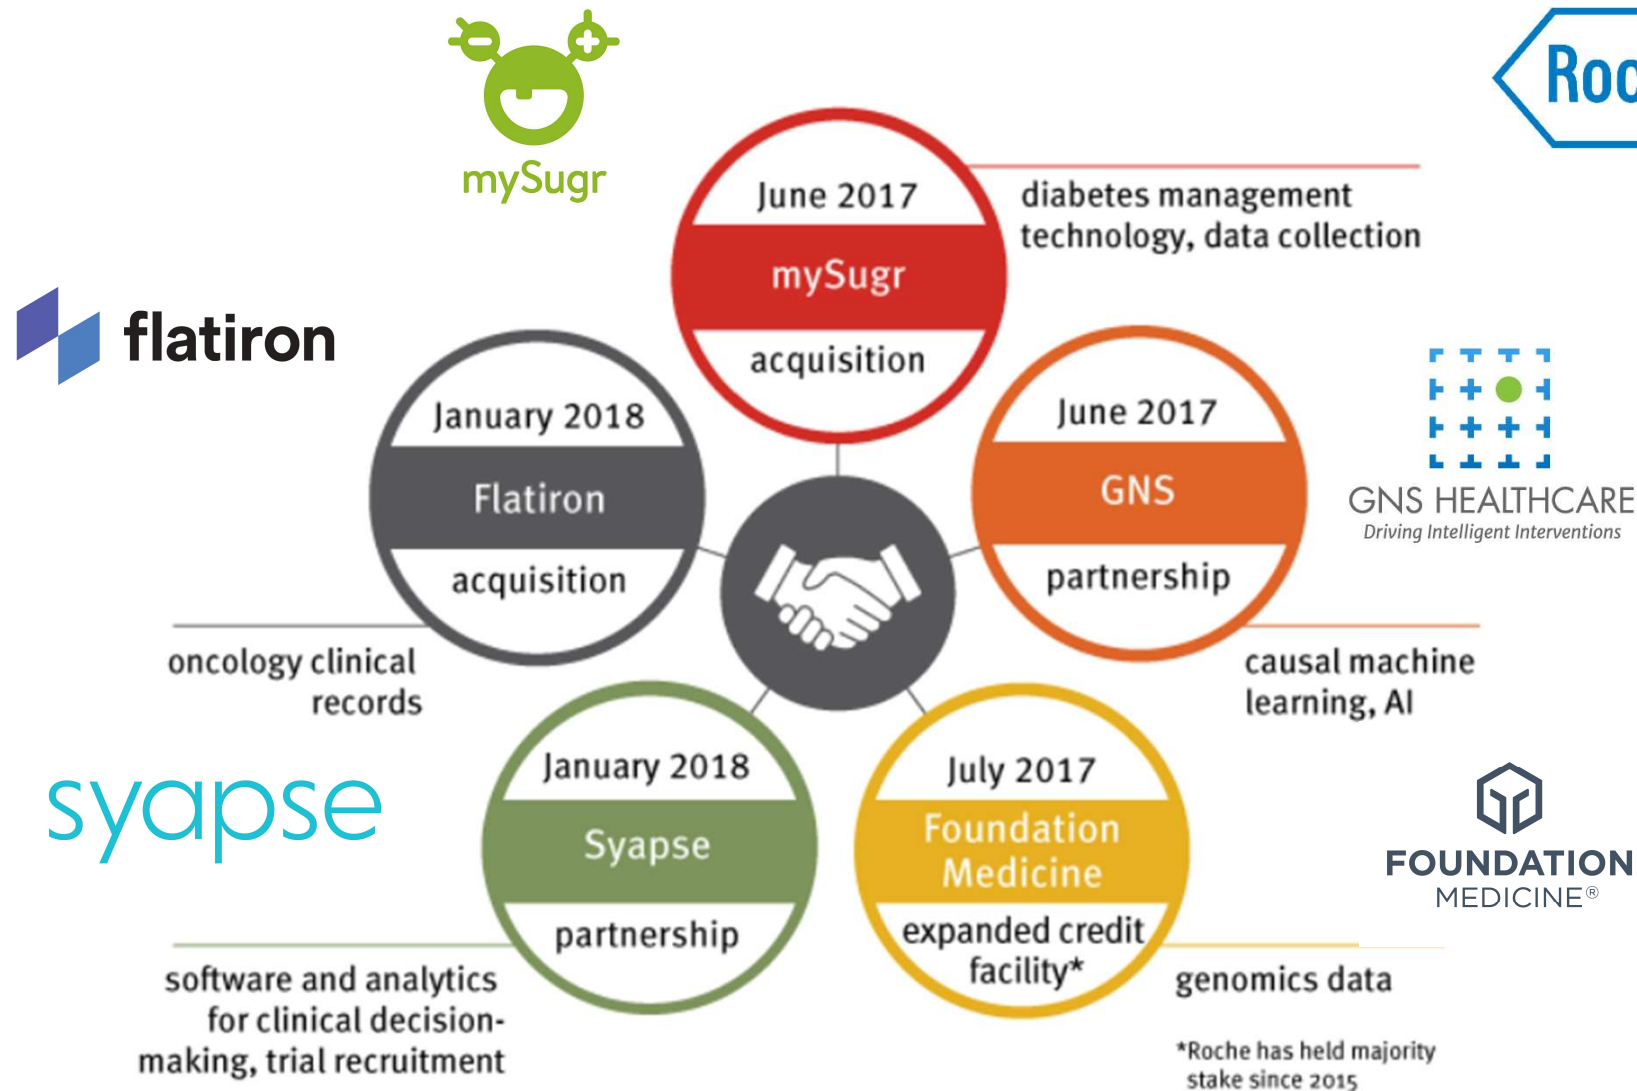 mySugr
Roc
June 2017
mySugr
acquisition
diabetes management
technology, data collection
flatiron
January 2018
Flatiron
acquisition
oncology clinical
records
June 2017
GNS
partnership
GNS HEALTHCARE
Driving Intelligent Interventions
causal machine
learning, AI
syapse
January 2018
Syapse
partnership
software and analytics
for clinical decision-
making, trial recruitment
July 2017
Foundation
Medicine
expanded credit
facility*
FOUNDATION
MEDICINE®
genomics data
*Roche has held majority
stake since 2015